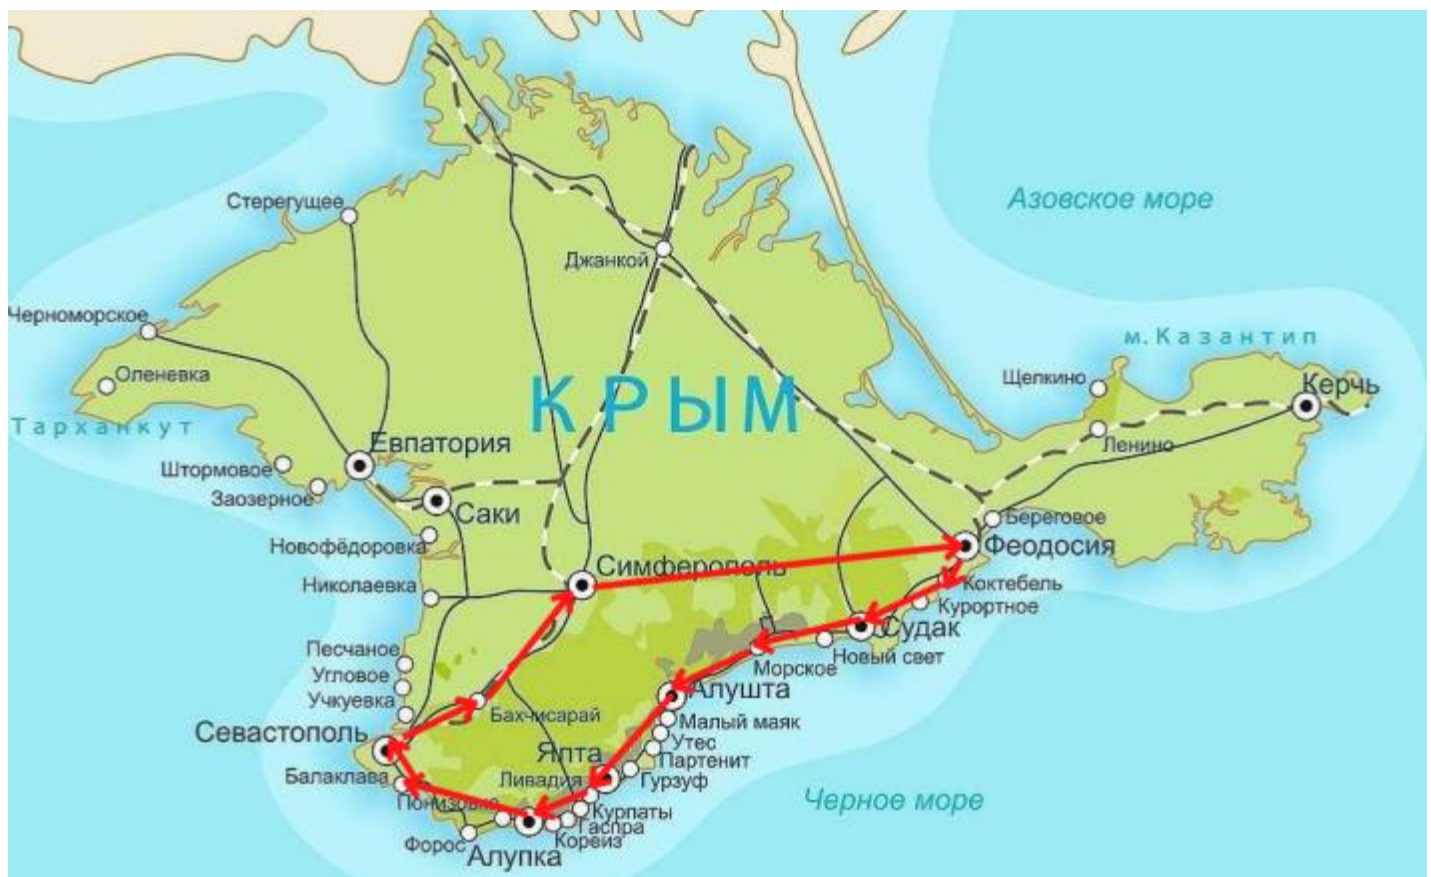 Азовское море
Стерегущее
Джанкой
Черноморское
м. Казантип
Оленевка
Щелкино
Керчь
КРЫМ
Тарханкут
Евпатория
Ленино
Штормовое
Заозерное
Саки
Береговое
Новофёдоровка
Феодосия
Симферополь
Николаевка
Коктебель
Курортное
Судак
Песчаное
Новый свет
Морское
Угловое
Алушта
Учкуевка
Бахчисарай
Малый маяк
Севастополь
Утес
Ялта
Партенит
Балаклава
Ливадия
Гурзуф
Черное море
Понизовка
Курпаты
Гаспра
Кореиз
Форос
Алупка